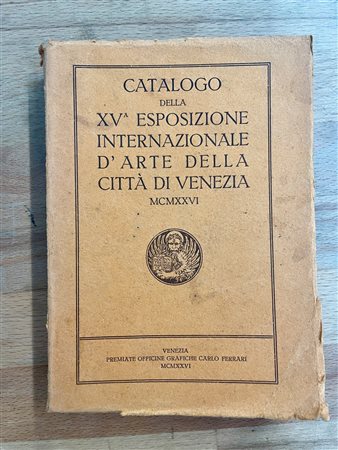 CATALOGO
DELLA
XVᴬ ESPOSIZIONE
INTERNAZIONALE
D'ARTE DELLA
CITTÀ DI VENEZIA
MCMXXVI
VENEZIA
PREMIATE OFFICINE GRAFICHE CARLO FERRARI
MCMXXVI